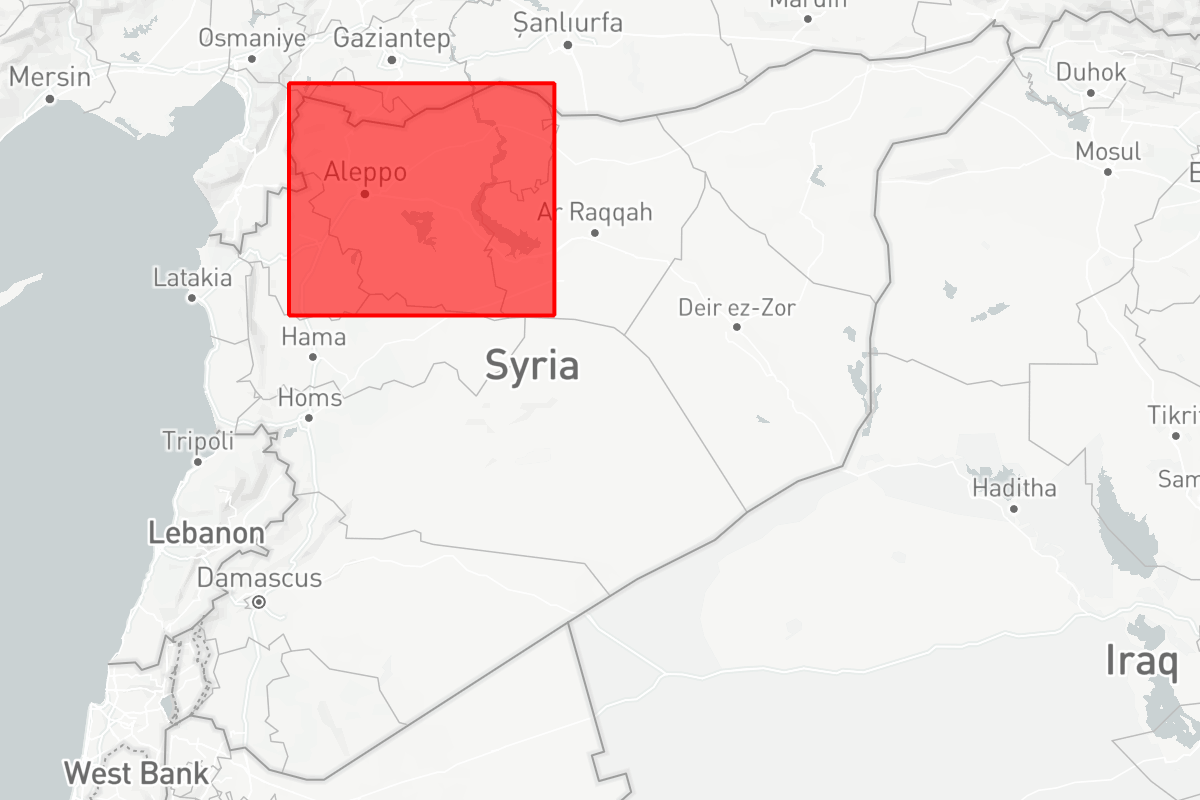 Mardin
Şanlıurfa
Osmaniye
Gaziantep
Mersin
Duhok
Mosul
Aleppo
Ar Raqqah
Latakia
Deir ez-Zor
Hama
Syria
Homs
Tikri
Tripoli
Sam
Haditha
Lebanon
Damascus
Iraq
West Bank